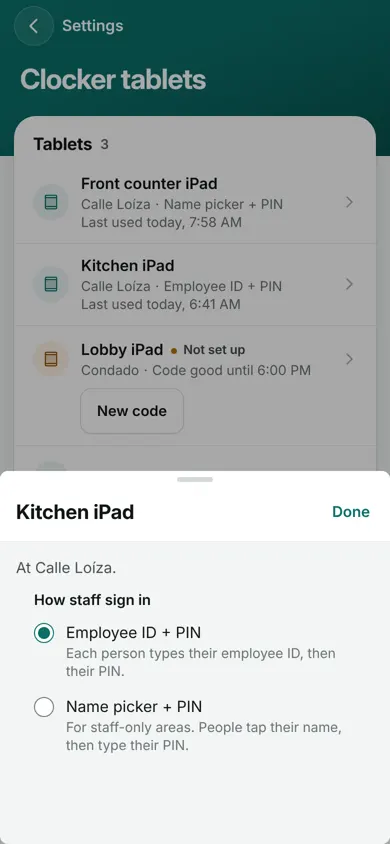 Settings
Clocker tablets
Tablets 3
Front counter iPad
Calle Loíza · Name picker + PIN
Last used today, 7:58 AM
Kitchen iPad
Calle Loíza · Employee ID + PIN
Last used today, 6:41 AM
Lobby iPad • Not set up
Condado · Code good until 6:00 PM
New code
Kitchen iPad
Done
At Calle Loíza.
How staff sign in
Employee ID + PIN
Each person types their employee ID, then
their PIN.
Name picker + PIN
For staff-only areas. People tap their name,
then type their PIN.